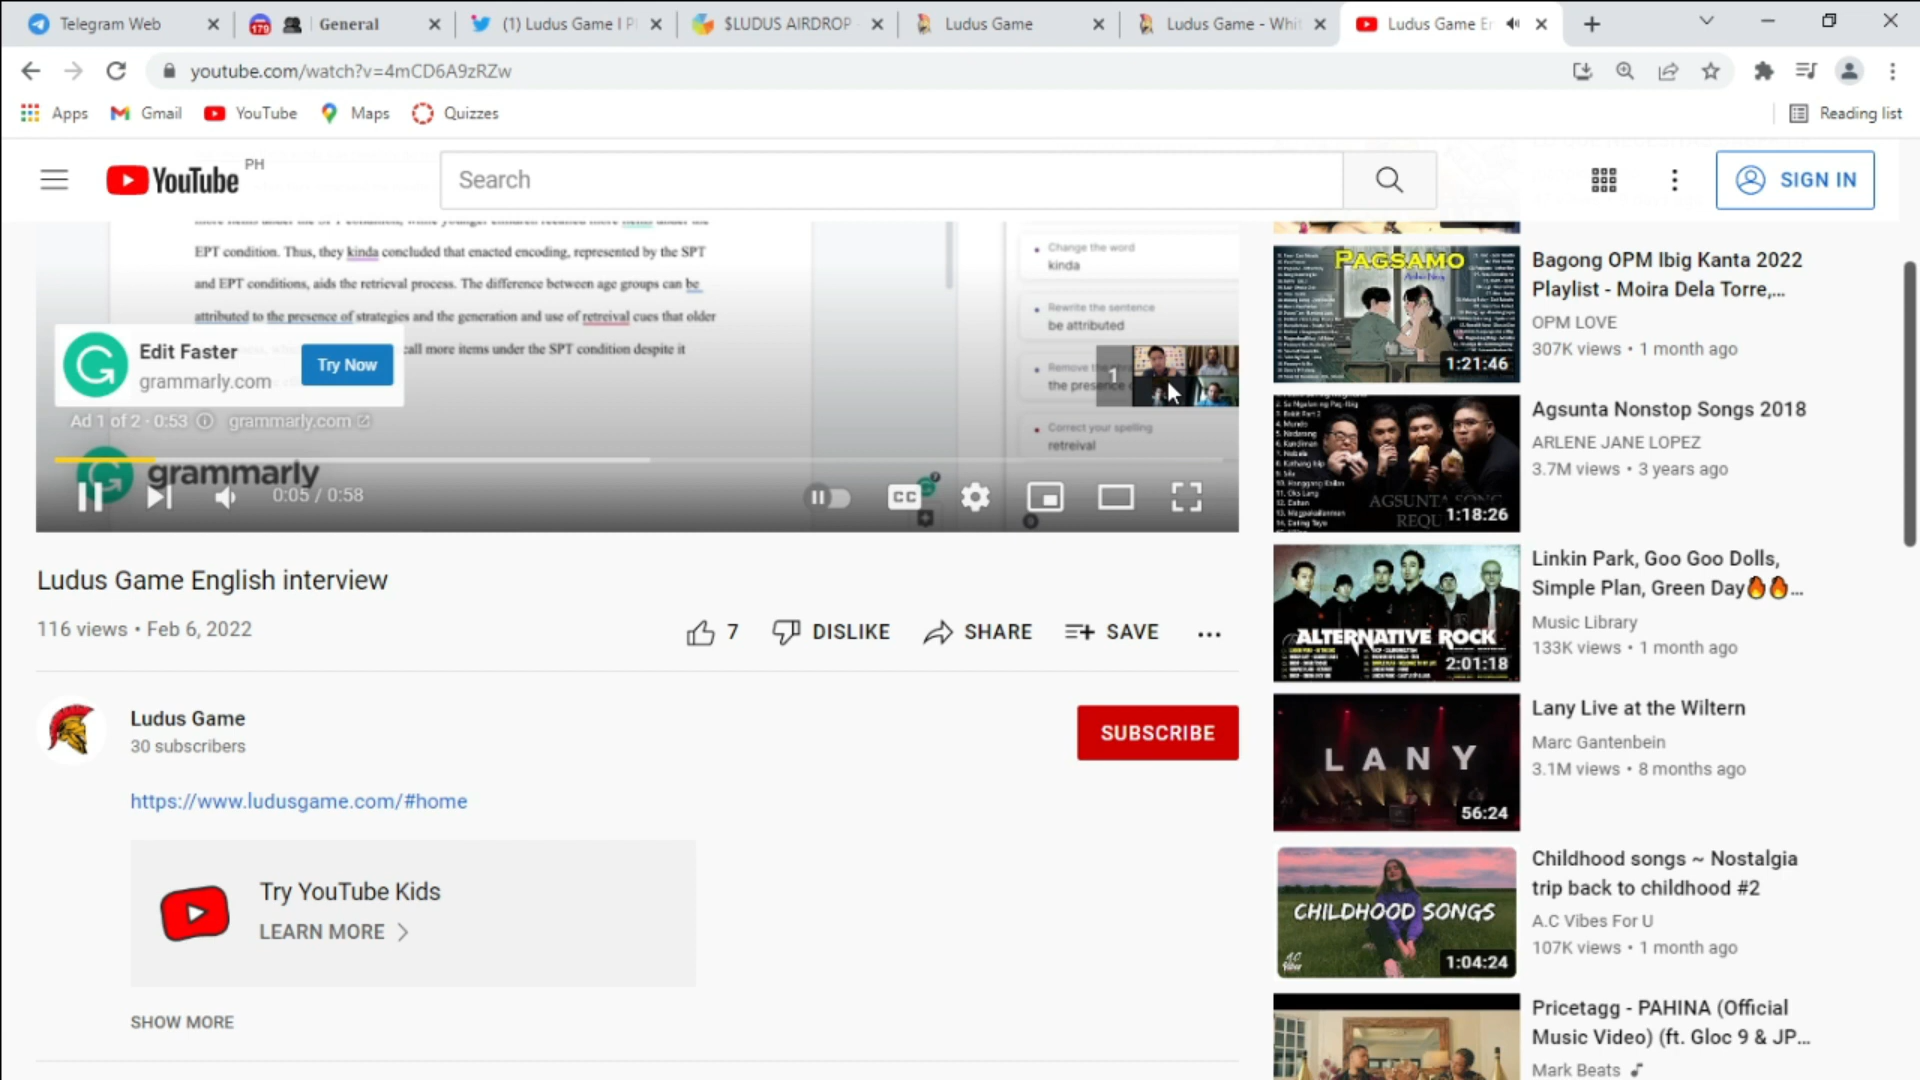 Telegram Web
179
General
(1) Ludus Game I P
$LUDUS AIRDROP
Ludus Game
Ludus Game - Whit
Ludus Game En
youtube.com/watch?v=4mCD6A9zRZw
Apps
Gmail
YouTube
Maps
Quizzes
Reading list
YouTube
PH
Search
SIGN IN
EPT condition. Thus, they kinda concluded that enacted encoding, represented by the SPT
and EPT conditions, aids the retrieval process. The difference between age groups can be
attributed to the presence of strategies and the generation and use of retreival cues that older
call more items under the SPT condition despite it
Change the word
kinda
Rewrite the sentence
be attributed
Remove the
the presence
Correct your spelling
retreival
1
Edit Faster
grammarly.com
Try Now
Ad 1 of 2 · 0:53
grammarly.com
grammarly
0:05 / 0:58
CC
Ludus Game English interview
116 views • Feb 6, 2022
7
DISLIKE
SHARE
SAVE
Ludus Game
30 subscribers
SUBSCRIBE
https://www.ludusgame.com/#home
Try YouTube Kids
LEARN MORE
SHOW MORE
PAGSAMO
1:21:46
Bagong OPM Ibig Kanta 2022
Playlist - Moira Dela Torre,...
OPM LOVE
307K views • 1 month ago
AGSUNTA SONG
REQU
1:18:26
Agsunta Nonstop Songs 2018
ARLENE JANE LOPEZ
3.7M views • 3 years ago
ALTERNATIVE ROCK
2:01:18
Linkin Park, Goo Goo Dolls,
Simple Plan, Green Day🔥🔥...
Music Library
133K views • 1 month ago
LANY
56:24
Lany Live at the Wiltern
Marc Gantenbein
3.1M views • 8 months ago
CHILDHOOD SONGS
1:04:24
Childhood songs ~ Nostalgia
trip back to childhood #2
A.C Vibes For U
107K views • 1 month ago
Pricetagg - PAHINA (Official
Music Video) (ft. Gloc 9 & JP...
Mark Beats